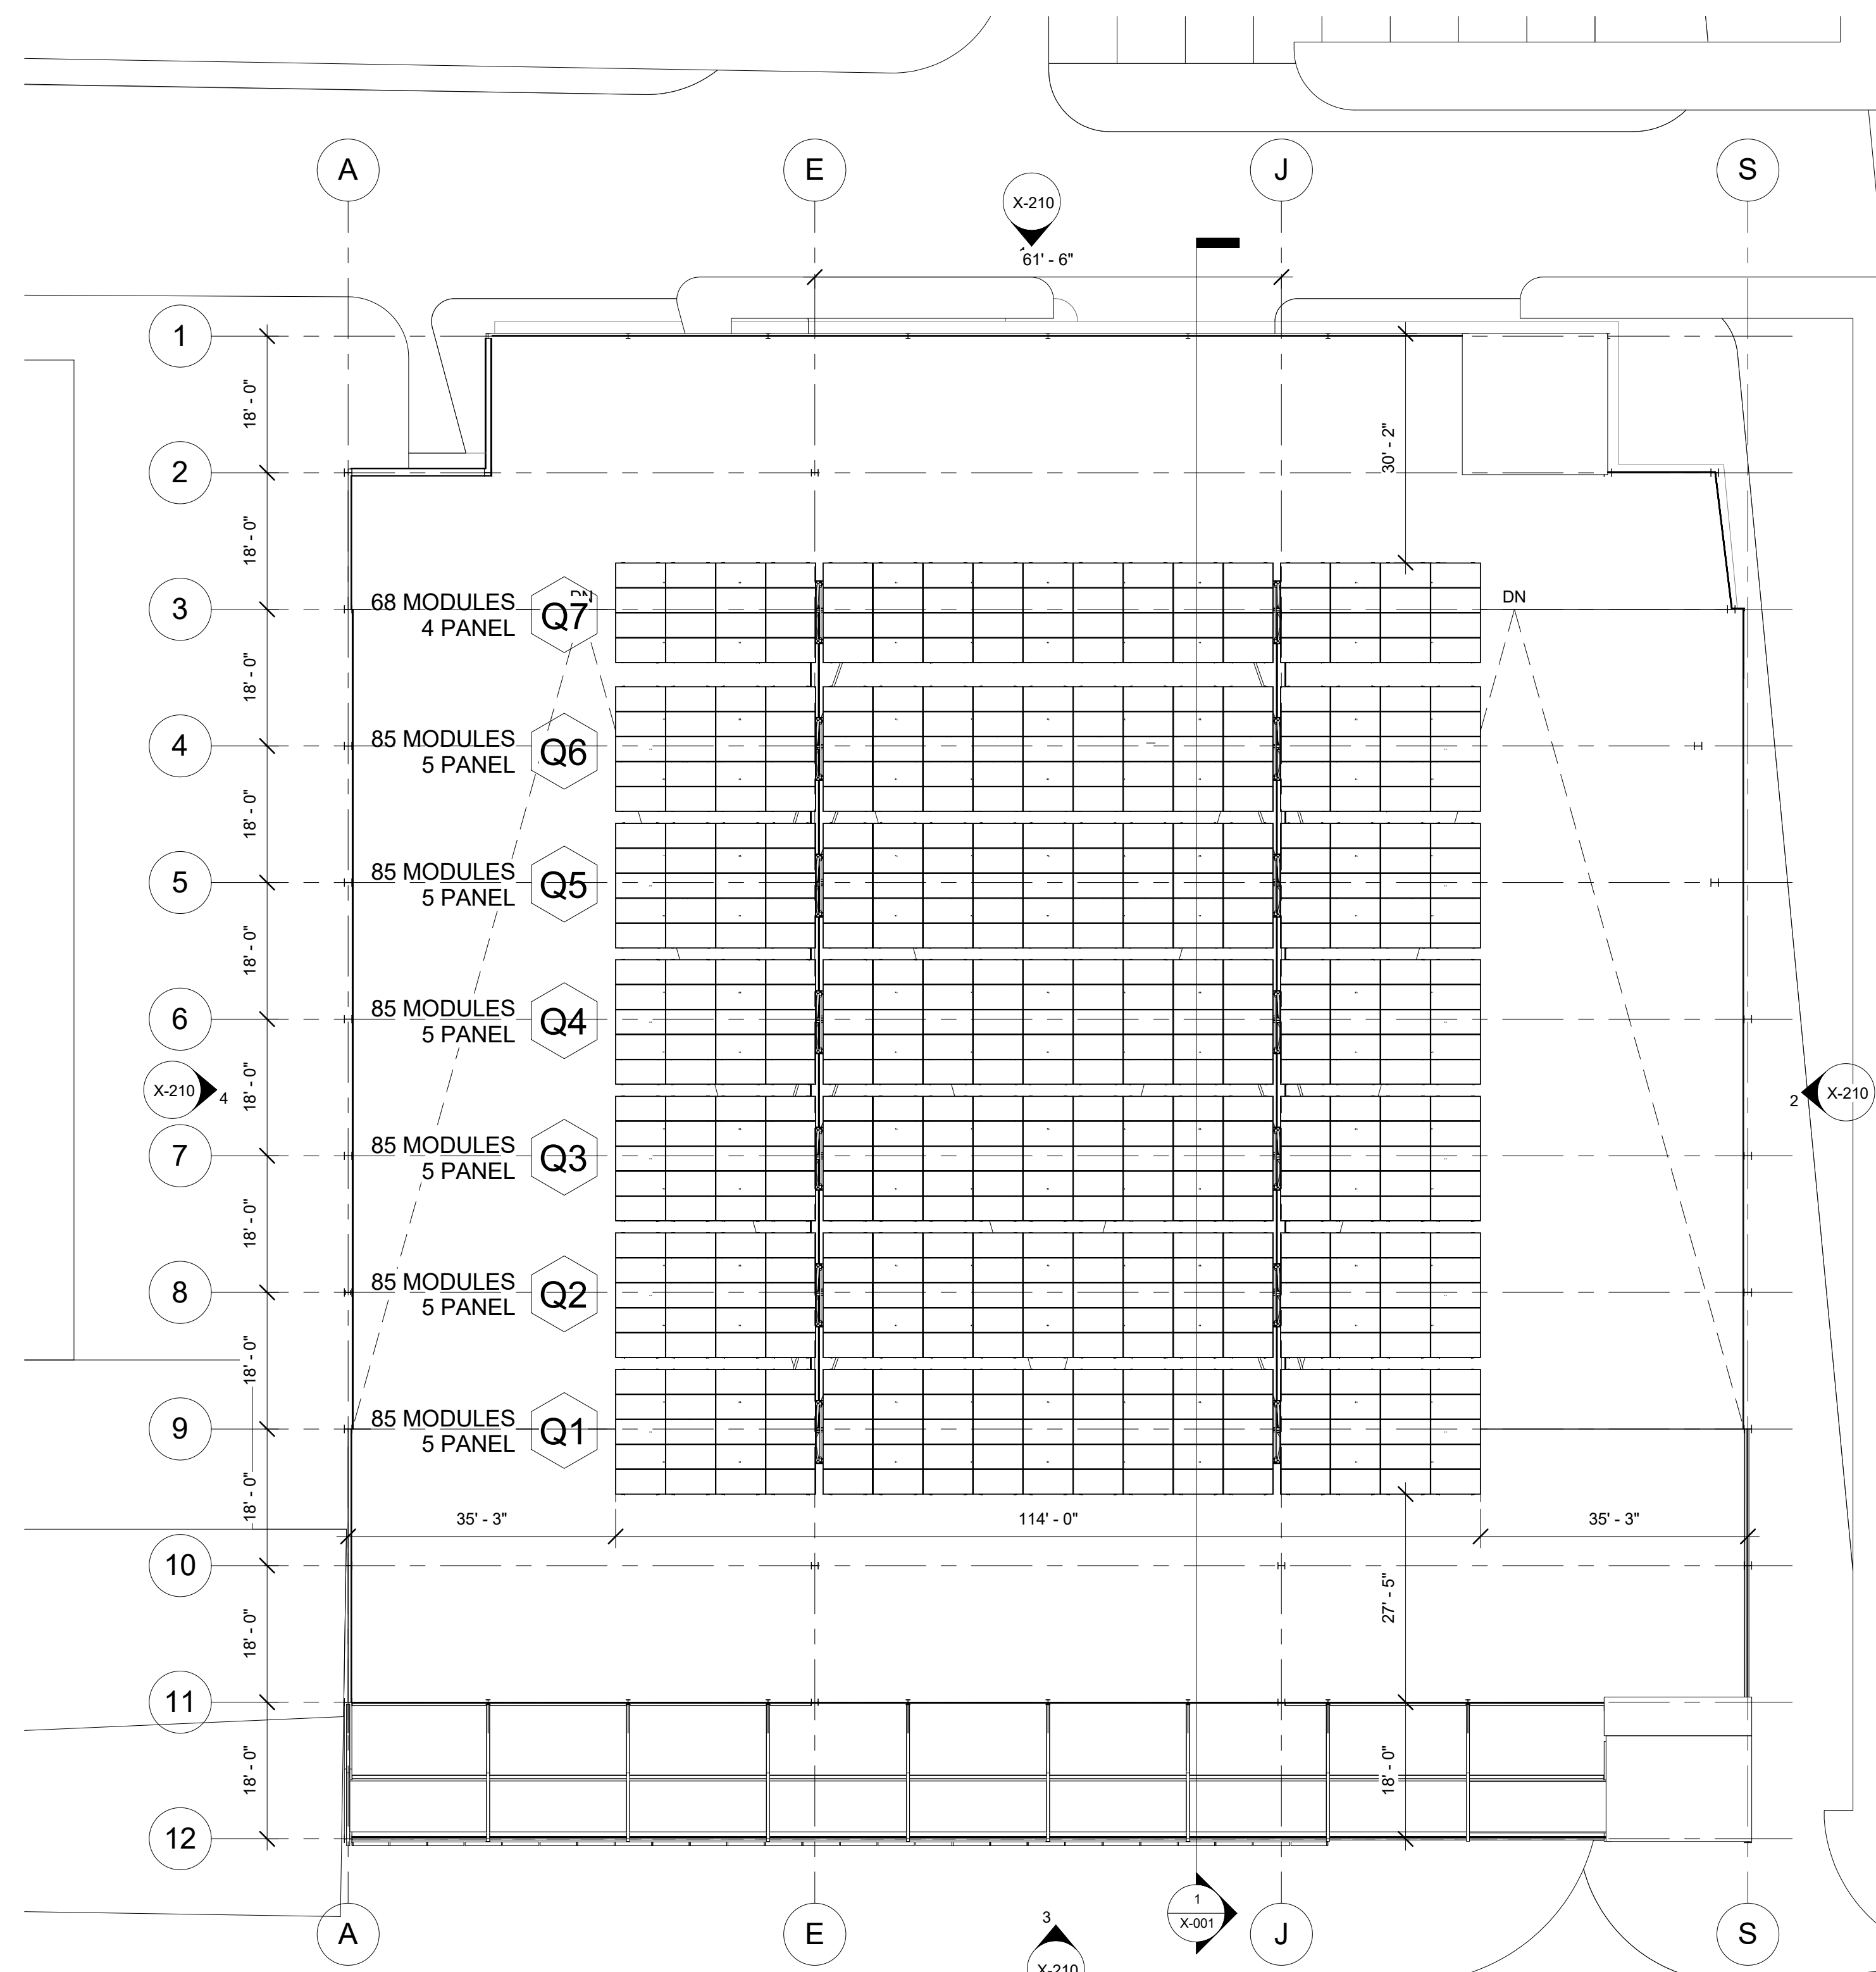 A
E
J
S
X-210
61' - 6"
1
18' - 0"
30' - 2"
2
18' - 0"
3
68 MODULES
4 PANEL
Q7
DN
DN
18' - 0"
4
85 MODULES
5 PANEL
Q6
18' - 0"
5
85 MODULES
5 PANEL
Q5
18' - 0"
6
85 MODULES
5 PANEL
Q4
X-210
4
18' - 0"
2
X-210
7
85 MODULES
5 PANEL
Q3
18' - 0"
8
85 MODULES
5 PANEL
Q2
18' - 0"
9
85 MODULES
5 PANEL
Q1
18' - 0"
35' - 3"
114' - 0"
35' - 3"
10
27' - 5"
18' - 0"
11
18' - 0"
18' - 0"
12
1
X-001
3
X-210
A
E
J
S